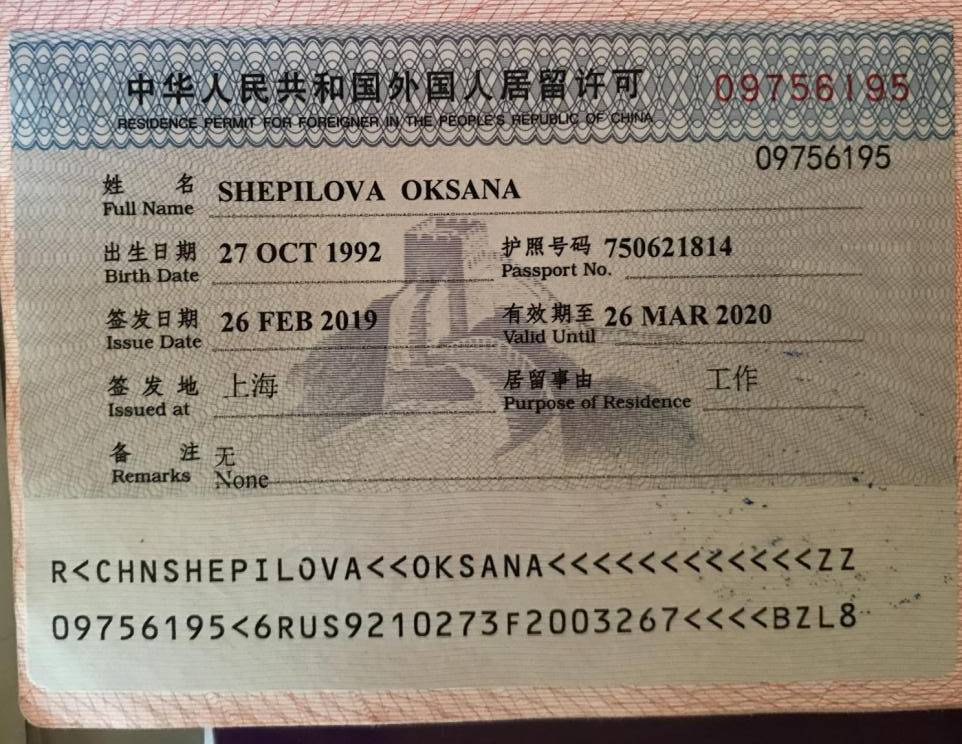 中华人民共和国外国人居留许可 09756195
RESIDENCE PERMIT FOR FOREIGNER IN THE PEOPLE'S REPUBLIC OF CHINA
09756195
姓 名 SHEPILOVA OKSANA
Full Name
出生日期 27 OCT 1992 护照号码 750621814
Birth Date Passport No.
签发日期 26 FEB 2019 有效期至 26 MAR 2020
Issue Date Valid Until
签发地 上海 居留事由 工作
Issued at Purpose of Residence
备 注 无
Remarks None
R<CHNSHEPILOVA<<OKSANA<<<<<<<<<<<<ZZ
09756195<6RUS9210273F2003267<<<<BZL8